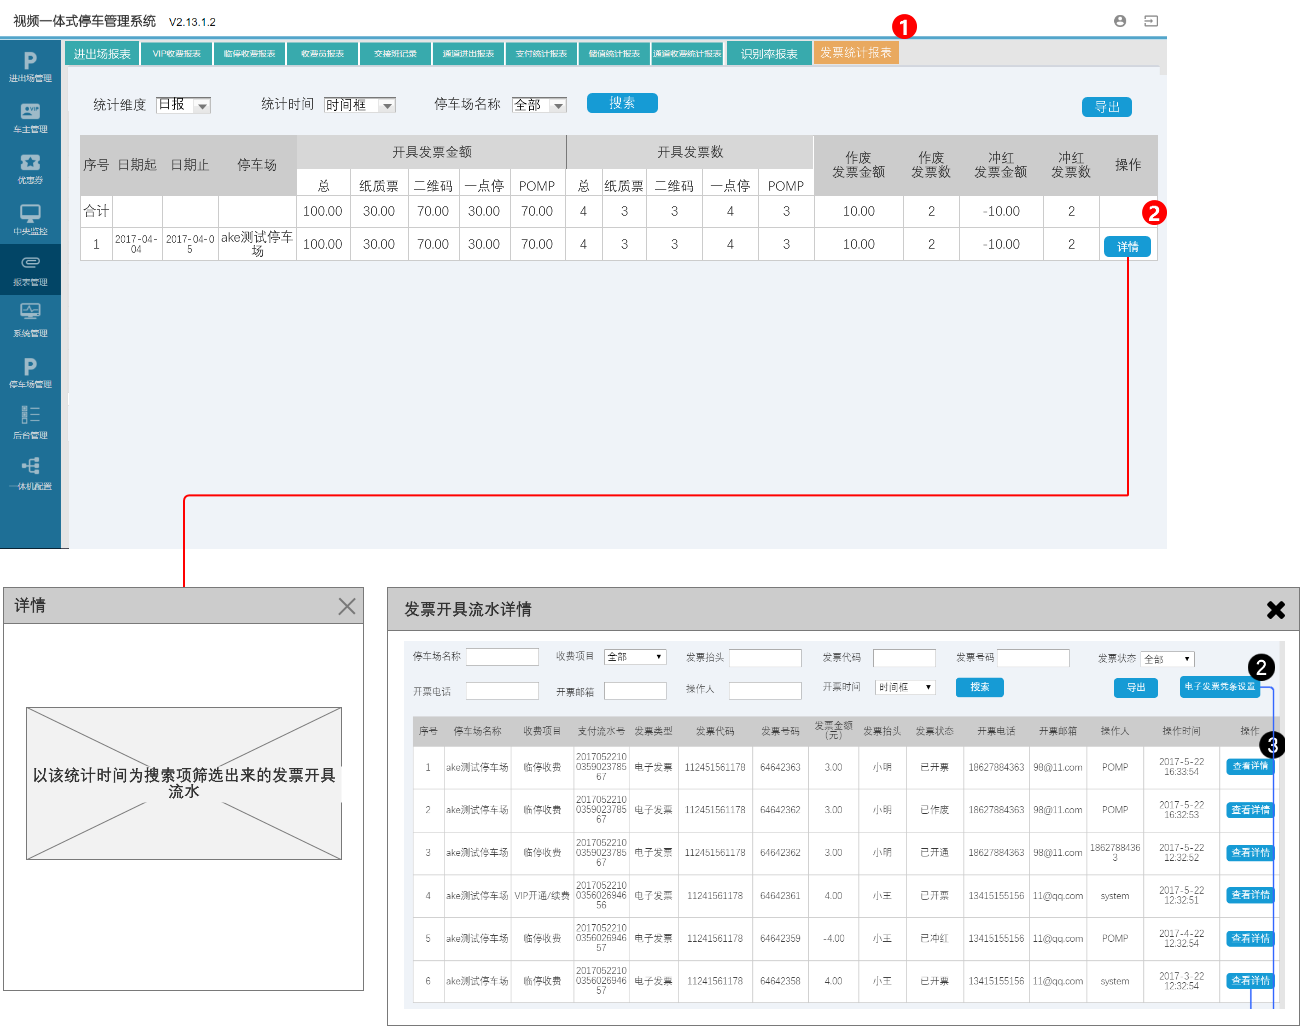 视频一体式停车管理系统 V2.13.1.2
1
进出场报表 VIP收费报表 临停收费报表 收费员报表 交接班记录 通道进出报表 支付统计报表 储值统计报表 通道收费统计报表 识别率报表 发票统计报表
进出场管理
车主管理
优惠券
中央监控
报表管理
系统管理
停车场管理
后台管理
一体机配置
统计维度 日报 统计时间 时间框 停车场名称 全部 搜索 导出
序号 日期起 日期止 停车场 开具发票金额 开具发票数 作废发票金额 作废发票数 冲红发票金额 冲红发票数 操作
总 纸质票 二维码 一点停 POMP 总 纸质票 二维码 一点停 POMP
合计 100.00 30.00 70.00 30.00 70.00 4 3 3 4 3 10.00 2 -10.00 2
2
1 2017-04-04 2017-04-05 ake测试停车场 100.00 30.00 70.00 30.00 70.00 4 3 3 4 3 10.00 2 -10.00 2 详情
详情
以该统计时间为搜索项筛选出来的发票开具
流水
发票开具流水详情
停车场名称 收费项目 全部 发票抬头 发票代码 发票号码 发票状态 全部
2
开票电话 开票邮箱 操作人 开票时间 时间框 搜索 导出 电子发票凭条设置
序号 停车场名称 收费项目 支付流水号 发票类型 发票代码 发票号码 发票金额(元) 发票抬头 发票状态 开票电话 开票邮箱 操作人 操作时间 操作
3
1 ake测试停车场 临停收费 2017052210035902378567 电子发票 112451561178 64642363 3.00 小明 已开票 18627884363 98@11.com POMP 2017-5-22 16:33:54 查看详情
2 ake测试停车场 临停收费 2017052210035902378567 电子发票 112451561178 64642362 3.00 小明 已作废 18627884363 98@11.com POMP 2017-5-22 16:32:53 查看详情
3 ake测试停车场 临停收费 2017052210035902378567 电子发票 112451561178 64642362 3.00 小明 已开通 18627884363 98@11.com 18627884363 2017-5-22 12:32:52 查看详情
4 ake测试停车场 VIP开通/续费 2017052210035602694656 电子发票 11241561178 64642361 4.00 小王 已开票 13415155156 11@qq.com system 2017-5-22 12:32:51 查看详情
5 ake测试停车场 临停收费 2017052210035602694657 电子发票 11241561178 64642359 -4.00 小王 已冲红 13415155156 11@qq.com POMP 2017-4-22 12:32:54 查看详情
6 ake测试停车场 临停收费 2017052210035602694657 电子发票 11241561178 64642358 4.00 小王 已开票 13415155156 11@qq.com system 2017-3-22 12:32:54 查看详情